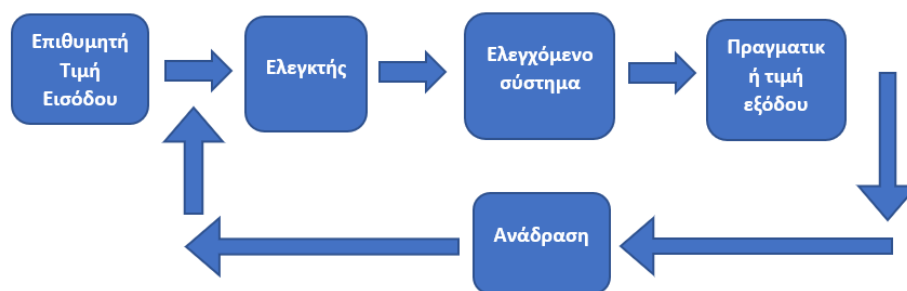 Επιθυμητή
Τιμή
Εισόδου
Ελεγκτής
Ελεγχόμενο
σύστημα
Πραγματικ
ή τιμή
εξόδου
Ανάδραση